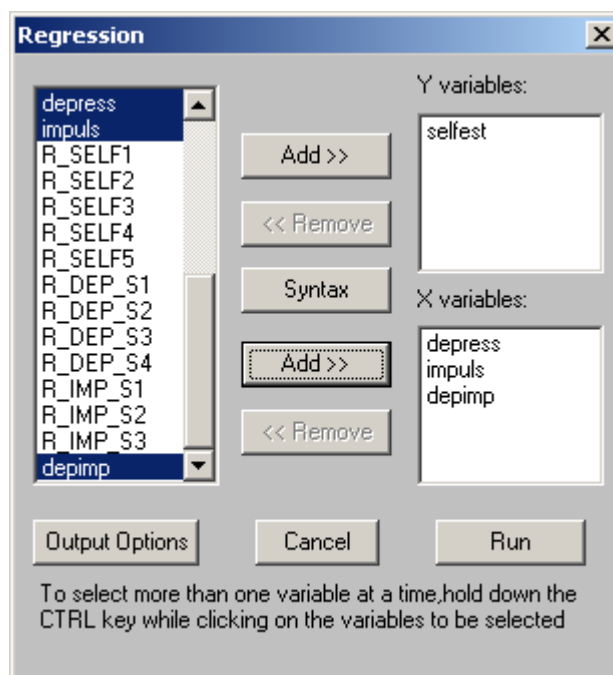 Regression
depress
impuls
R_SELF1
R_SELF2
R_SELF3
R_SELF4
R_SELF5
R_DEP_S1
R_DEP_S2
R_DEP_S3
R_DEP_S4
R_IMP_S1
R_IMP_S2
R_IMP_S3
depimp
Add >>
<< Remove
Syntax
Add >>
<< Remove
Y variables:
selfest
X variables:
depress
impuls
depimp
Output Options
Cancel
Run
To select more than one variable at a time,hold down the
CTRL key while clicking on the variables to be selected